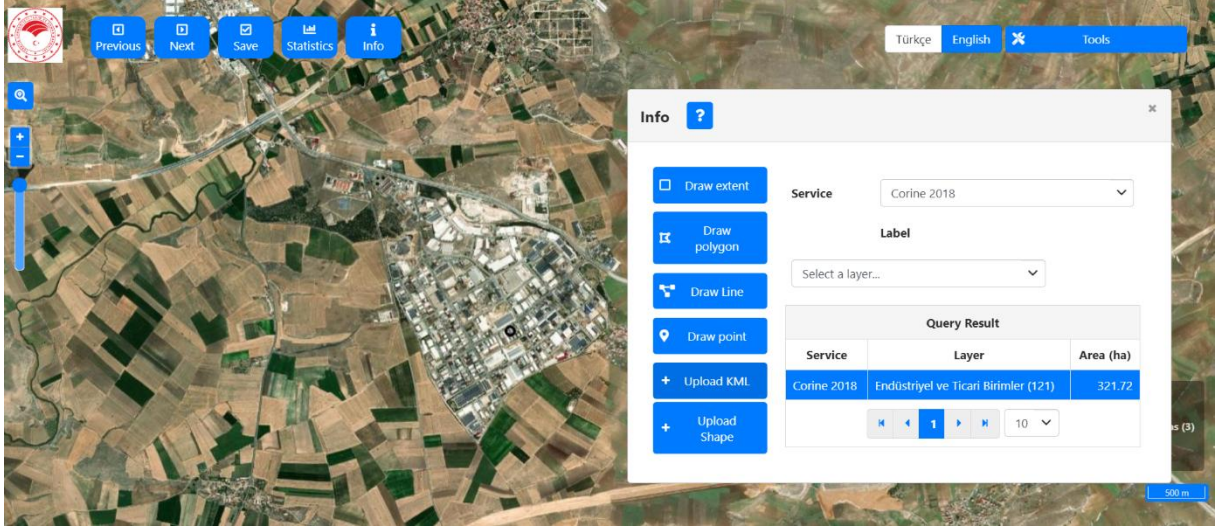 Previous
Next
Save
Statistics
Info
Türkçe
English
Tools
Info
?
×
Draw extent
Draw
polygon
Draw Line
Draw point
Upload KML
Upload
Shape
Service
Corine 2018
Label
Select a layer...
Query Result
Service Layer Area (ha)
Corine 2018 Endüstriyel ve Ticari Birimler (121) 321.72
1
10
(3)
500 m